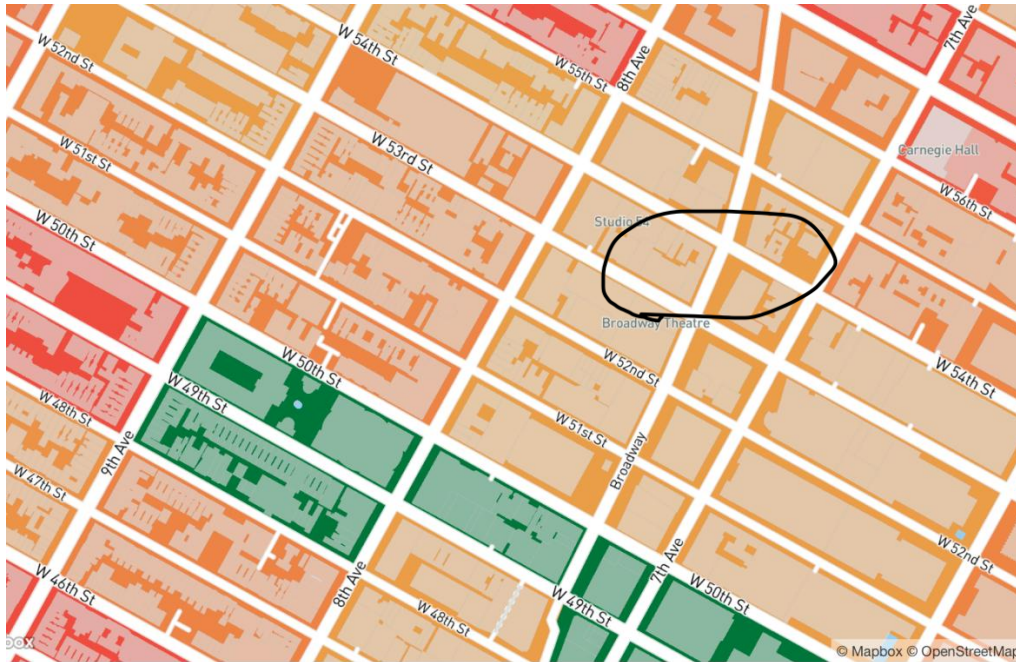 W 52nd St
W 54th St
W 55th St
8th Ave
7th Ave
W 51st St
W 53rd St
Carnegie Hall
W 56th St
W 50th St
Studio 54
Broadway Theatre
W 50th St
W 52nd St
W 54th St
W 49th St
W 48th St
W 51st St
9th Ave
Broadway
W 47th St
W 52nd St
8th Ave
7th Ave
W 50th St
W 46th St
W 48th St
W 49th St
box
© Mapbox © OpenStreetMap